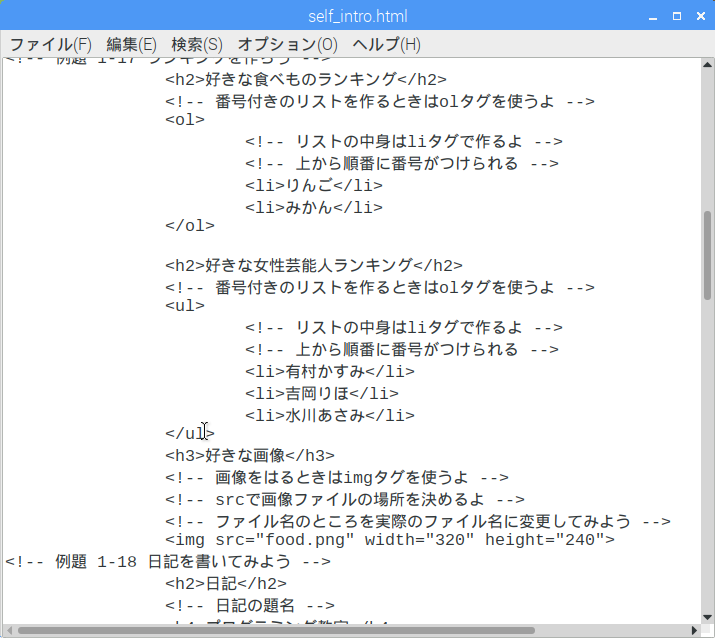 self_intro.html
ファイル(F) 編集(E) 検索(S) オプション(O) ヘルプ(H)
<!-- 例題 1-17 ランキングを作ろう -->
<h2>好きな食べものランキング</h2>
<!-- 番号付きのリストを作るときはolタグを使うよ -->
<ol>
<!-- リストの中身はliタグで作るよ -->
<!-- 上から順番に番号がつけられる -->
<li>りんご</li>
<li>みかん</li>
</ol>
<h2>好きな女性芸能人ランキング</h2>
<!-- 番号付きのリストを作るときはolタグを使うよ -->
<ul>
<!-- リストの中身はliタグで作るよ -->
<!-- 上から順番に番号がつけられる -->
<li>有村かすみ</li>
<li>吉岡りほ</li>
<li>水川あさみ</li>
</ul>
<h3>好きな画像</h3>
<!-- 画像をはるときはimgタグを使うよ -->
<!-- srcで画像ファイルの場所を決めるよ -->
<!-- ファイル名のところを実際のファイル名に変更してみよう -->
<img src="food.png" width="320" height="240">
<!-- 例題 1-18 日記を書いてみよう -->
<h2>日記</h2>
<!-- 日記の題名 -->